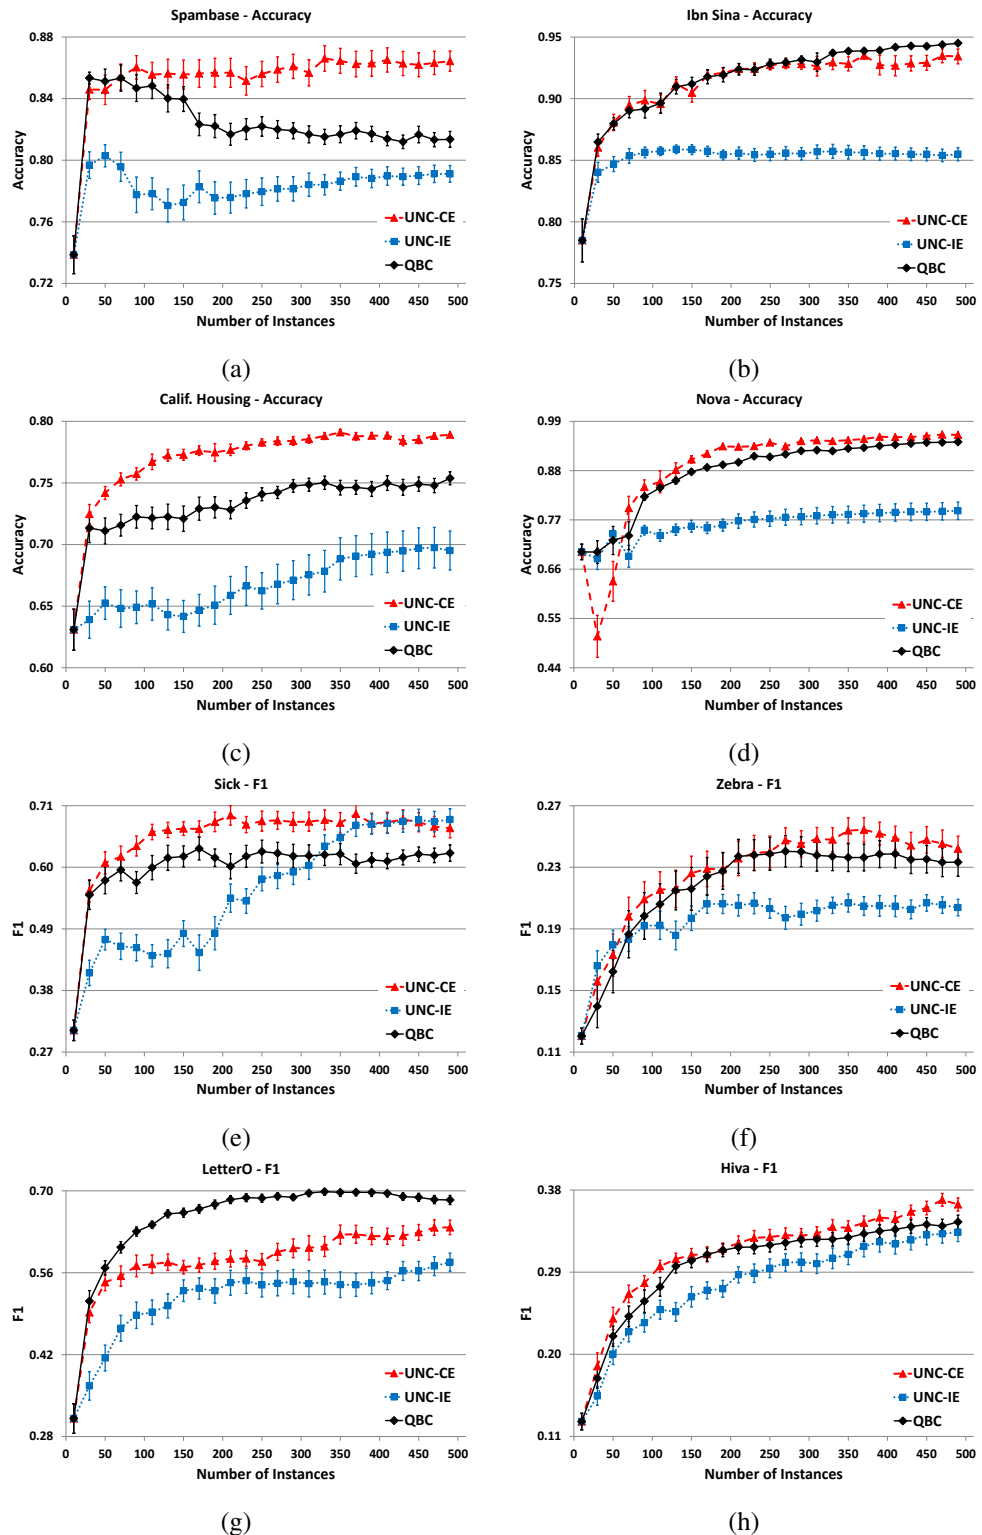 Spambase - Accuracy
0.88
0.84
0.80
0.76
0.72
Accuracy
UNC-CE
UNC-IE
QBC
0 50 100 150 200 250 300 350 400 450 500
Number of Instances
(a)
Ibn Sina - Accuracy
0.95
0.90
0.85
0.80
0.75
Accuracy
UNC-CE
UNC-IE
QBC
0 50 100 150 200 250 300 350 400 450 500
Number of Instances
(b)
Calif. Housing - Accuracy
0.80
0.75
0.70
0.65
0.60
Accuracy
UNC-CE
UNC-IE
QBC
0 50 100 150 200 250 300 350 400 450 500
Number of Instances
(c)
Nova - Accuracy
0.99
0.88
0.77
0.66
0.55
0.44
Accuracy
UNC-CE
UNC-IE
QBC
0 50 100 150 200 250 300 350 400 450 500
Number of Instances
(d)
Sick - F1
0.71
0.60
0.49
0.38
0.27
F1
UNC-CE
UNC-IE
QBC
0 50 100 150 200 250 300 350 400 450 500
Number of Instances
(e)
Zebra - F1
0.27
0.23
0.19
0.15
0.11
F1
UNC-CE
UNC-IE
QBC
0 50 100 150 200 250 300 350 400 450 500
Number of Instances
(f)
LetterO - F1
0.70
0.56
0.42
0.28
F1
UNC-CE
UNC-IE
QBC
0 50 100 150 200 250 300 350 400 450 500
Number of Instances
(g)
Hiva - F1
0.38
0.29
0.20
0.11
F1
UNC-CE
UNC-IE
QBC
0 50 100 150 200 250 300 350 400 450 500
Number of Instances
(h)